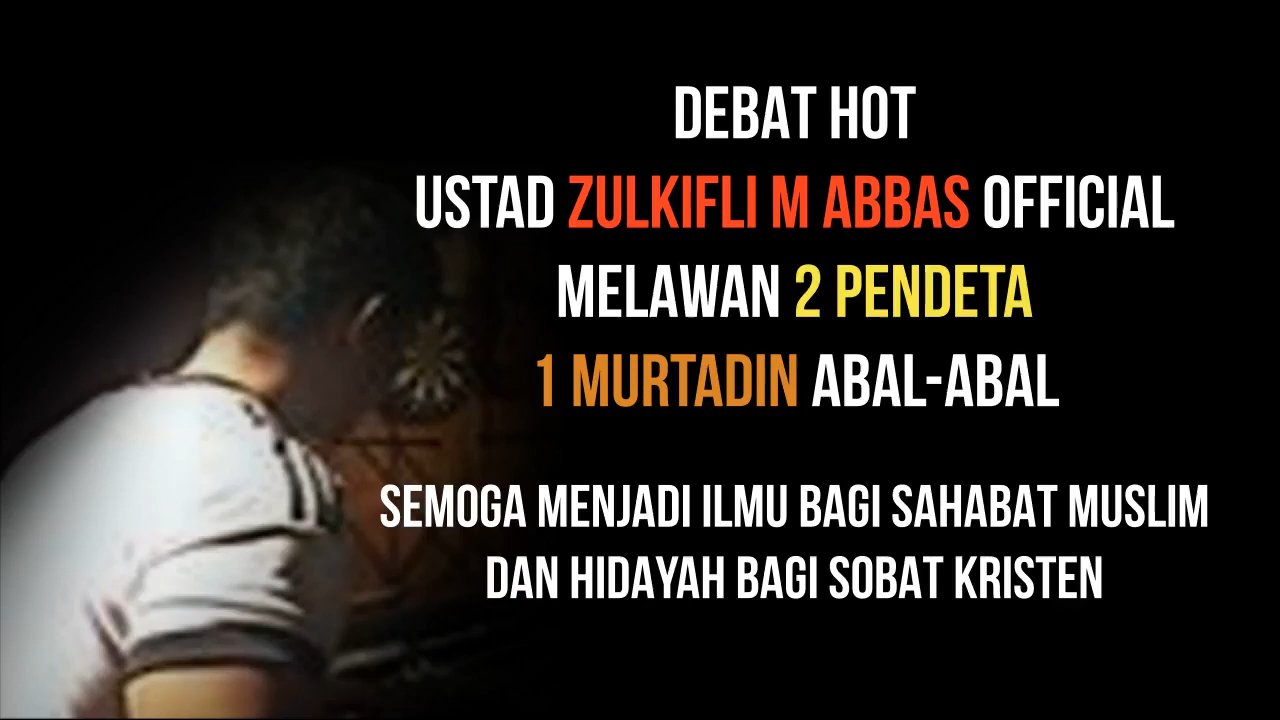 DEBAT HOT
USTAD ZULKIFLI M ABBAS OFFICIAL
MELAWAN 2 PENDETA
1 MURTADIN ABAL-ABAL
SEMOGA MENJADI ILMU BAGI SAHABAT MUSLIM
DAN HIDAYAH BAGI SOBAT KRISTEN